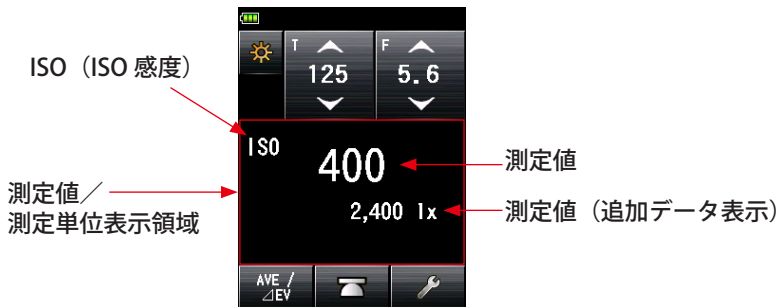 T
F
125
5.6
ISO（ISO 感度）
ISO
400
測定値
測定値／
測定単位表示領域
2,400 lx
測定値（追加データ表示）
AVE /
⊿EV